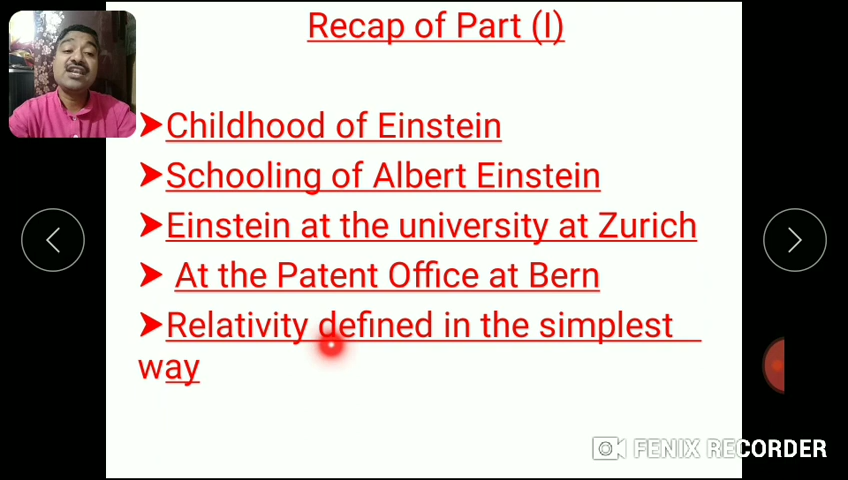 Recap of Part (I)
➤Childhood of Einstein
➤Schooling of Albert Einstein
➤Einstein at the university at Zurich
➤ At the Patent Office at Bern
➤Relativity defined in the simplest
way
FENIX RECORDER